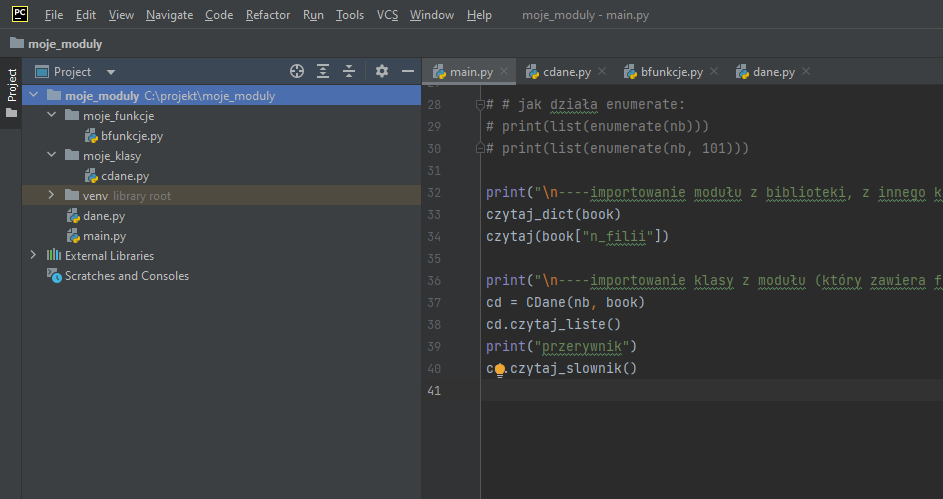 PC File Edit View Navigate Code Refactor Run Tools VCS Window Help moje_moduly - main.py
moje_moduly
Project
Project
moje_moduly C:\projekt\moje_moduly
moje_funkcje
bfunkcje.py
moje_klasy
cdane.py
venv library root
dane.py
main.py
External Libraries
Scratches and Consoles
main.py cdane.py bfunkcje.py dane.py
28 # # jak działa enumerate:
29 # print(list(enumerate(nb)))
30 # print(list(enumerate(nb, 101)))
31
32 print("\n----importowanie modułu z biblioteki, z innego k
33 czytaj_dict(book)
34 czytaj(book["n_filii"])
35
36 print("\n----importowanie klasy z modułu (który zawiera f
37 cd = CDane(nb, book)
38 cd.czytaj_liste()
39 print("przerywnik")
40 c .czytaj_slownik()
41